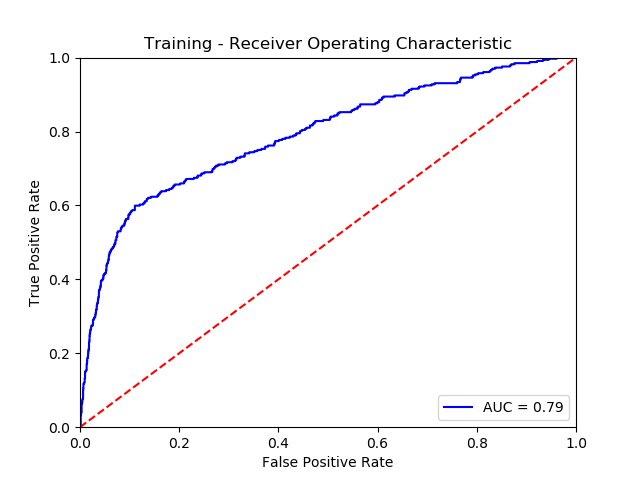 Training - Receiver Operating Characteristic
1.0
0.8
0.6
0.4
0.2
0.0
True Positive Rate
AUC = 0.79
0.0 0.2 0.4 0.6 0.8 1.0
False Positive Rate